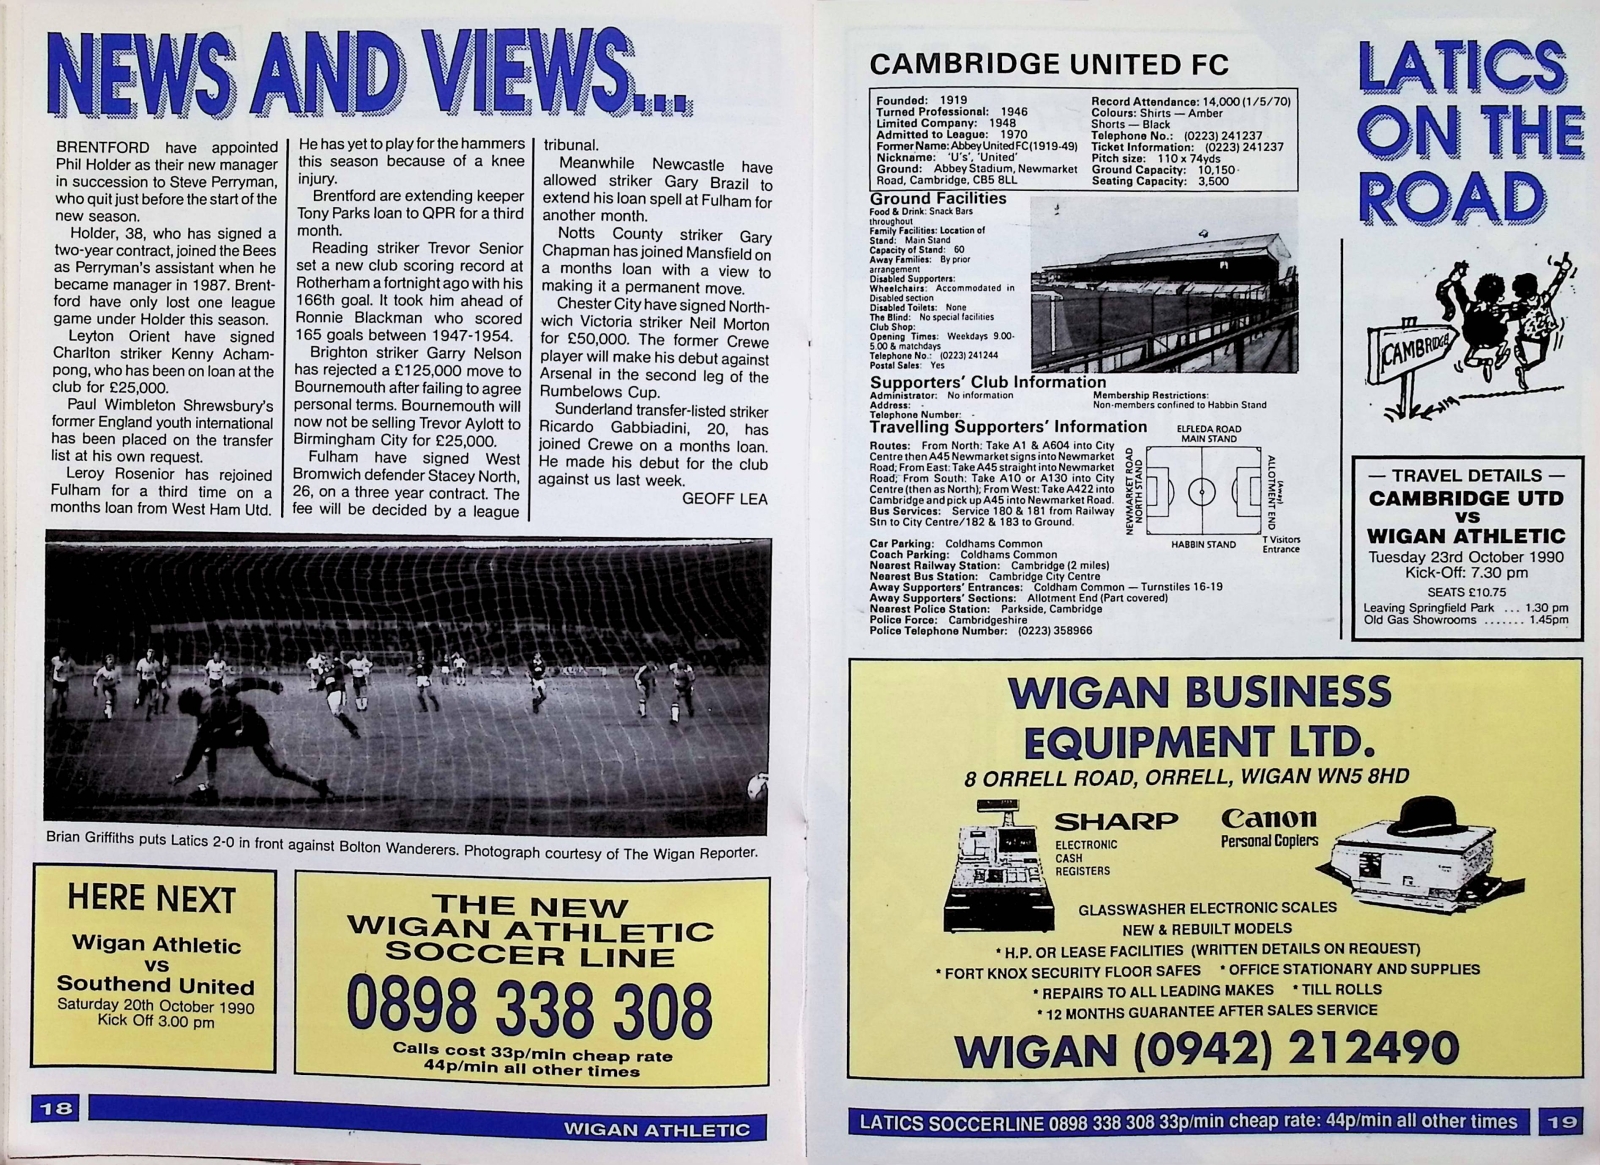 NEWS AND VIEWS...
BRENTFORD have appointed
Phil Holder as their new manager
in succession to Steve Perryman,
who quit just before the start of the
new season.
Holder, 38, who has signed a
two-year contract, joined the Bees
as Perryman's assistant when he
became manager in 1987. Brent-
ford have only lost one league
game under Holder this season.
Leyton Orient have signed
Charlton striker Kenny Acham-
pong, who has been on loan at the
club for £25,000.
Paul Wimbleton Shrewsbury's
former England youth international
has been placed on the transfer
list at his own request.
Leroy Rosenior has rejoined
Fulham for a third time on a
months loan from West Ham Utd.
He has yet to play for the hammers
this season because of a knee
injury.
Brentford are extending keeper
Tony Parks loan to QPR for a third
month.
Reading striker Trevor Senior
set a new club scoring record at
Rotherham a fortnight ago with his
166th goal. It took him ahead of
Ronnie Blackman who scored
165 goals between 1947-1954.
Brighton striker Garry Nelson
has rejected a £125,000 move to
Bournemouth after failing to agree
personal terms. Bournemouth will
now not be selling Trevor Aylott to
Birmingham City for £25,000.
Fulham have signed West
Bromwich defender Stacey North,
26, on a three year contract. The
fee will be decided by a league
tribunal.
Meanwhile Newcastle have
allowed striker Gary Brazil to
extend his loan spell at Fulham for
another month.
Notts County striker Gary
Chapman has joined Mansfield on
a months loan with a view to
making it a permanent move.
Chester City have signed North-
wich Victoria striker Neil Morton
for £50,000. The former Crewe
player will make his debut against
Arsenal in the second leg of the
Rumbelows Cup.
Sunderland transfer-listed striker
Ricardo Gabbiadini, 20, has
joined Crewe on a months loan.
He made his debut for the club
against us last week.
GEOFF LEA
Brian Griffiths puts Latics 2-0 in front against Bolton Wanderers. Photograph courtesy of The Wigan Reporter.
HERE NEXT
Wigan Athletic
vs
Southend United
Saturday 20th October 1990
Kick Off 3.00 pm
THE NEW
WIGAN ATHLETIC
SOCCER LINE
0898 338 308
Calls cost 33p/min cheap rate
44p/min all other times
18
WIGAN ATHLETIC
CAMBRIDGE UNITED FC
Founded: 1919
Turned Professional: 1946
Limited Company: 1948
Admitted to League: 1970
Former Name: Abbey United FC (1919-49)
Nickname: 'U's', 'United'
Ground: Abbey Stadium, Newmarket
Road, Cambridge, CB5 8LL
Record Attendance: 14,000 (1/5/70)
Colours: Shirts — Amber
Shorts — Black
Telephone No.: (0223) 241237
Ticket Information: (0223) 241237
Pitch size: 110 x 74yds
Ground Capacity: 10,150
Seating Capacity: 3,500
Ground Facilities
Food & Drink: Snack Bars
throughout
Family Facilities: Location of
Stand: Main Stand
Capacity of Stand: 60
Away Families: By prior
arrangement
Disabled Supporters:
Wheelchairs: Accommodated in
Disabled section
Disabled Toilets: None
The Blind: No special facilities
Club Shop:
Opening Times: Weekdays 9.00-
5.00 & matchdays
Telephone No.: (0223) 241244
Postal Sales: Yes
Supporters' Club Information
Administrator: No information
Address: -
Telephone Number: -
Membership Restrictions:
Non-members confined to Habbin Stand
Travelling Supporters' Information
Routes: From North: Take A1 & A604 into City
Centre then A45 Newmarket signs into Newmarket
Road; From East: Take A45 straight into Newmarket
Road; From South: Take A10 or A130 into City
Centre (then as North); From West: Take A422 into
Cambridge and pick up A45 into Newmarket Road.
Bus Services: Service 180 & 181 from Railway
Stn to City Centre/182 & 183 to Ground.
Car Parking: Coldhams Common
Coach Parking: Coldhams Common
Nearest Railway Station: Cambridge (2 miles)
Nearest Bus Station: Cambridge City Centre
Away Supporters' Entrances: Coldham Common — Turnstiles 16-19
Away Supporters' Sections: Allotment End (Part covered)
Nearest Police Station: Parkside, Cambridge
Police Force: Cambridgeshire
Police Telephone Number: (0223) 358966
ELFLEDA ROAD
MAIN STAND
NEWMARKET ROAD
NORTH STAND
ALLOTMENT END
(Away)
HABBIN STAND
T Visitors
Entrance
LATICS
ON THE
ROAD
CAMBRIDGE
— TRAVEL DETAILS —
CAMBRIDGE UTD
vs
WIGAN ATHLETIC
Tuesday 23rd October 1990
Kick-Off: 7.30 pm
SEATS £10.75
Leaving Springfield Park ... 1.30 pm
Old Gas Showrooms ....... 1.45pm
WIGAN BUSINESS
EQUIPMENT LTD.
8 ORRELL ROAD, ORRELL, WIGAN WN5 8HD
SHARP
ELECTRONIC
CASH
REGISTERS
Canon
Personal Copiers
GLASSWASHER ELECTRONIC SCALES
NEW & REBUILT MODELS
* H.P. OR LEASE FACILITIES (WRITTEN DETAILS ON REQUEST)
* FORT KNOX SECURITY FLOOR SAFES * OFFICE STATIONARY AND SUPPLIES
* REPAIRS TO ALL LEADING MAKES * TILL ROLLS
* 12 MONTHS GUARANTEE AFTER SALES SERVICE
WIGAN (0942) 212490
LATICS SOCCERLINE 0898 338 308 33p/min cheap rate: 44p/min all other times
19